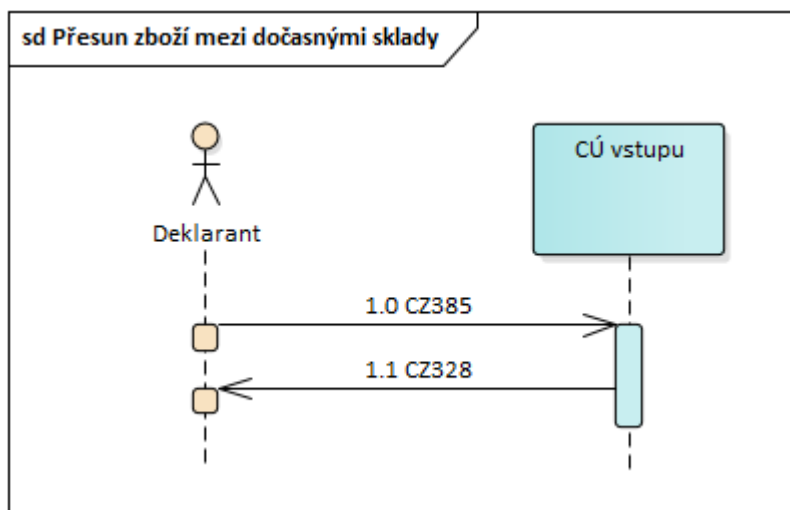 sd Přesun zboží mezi dočasnými sklady
CÚ vstupu
Deklarant
1.0 CZ385
1.1 CZ328